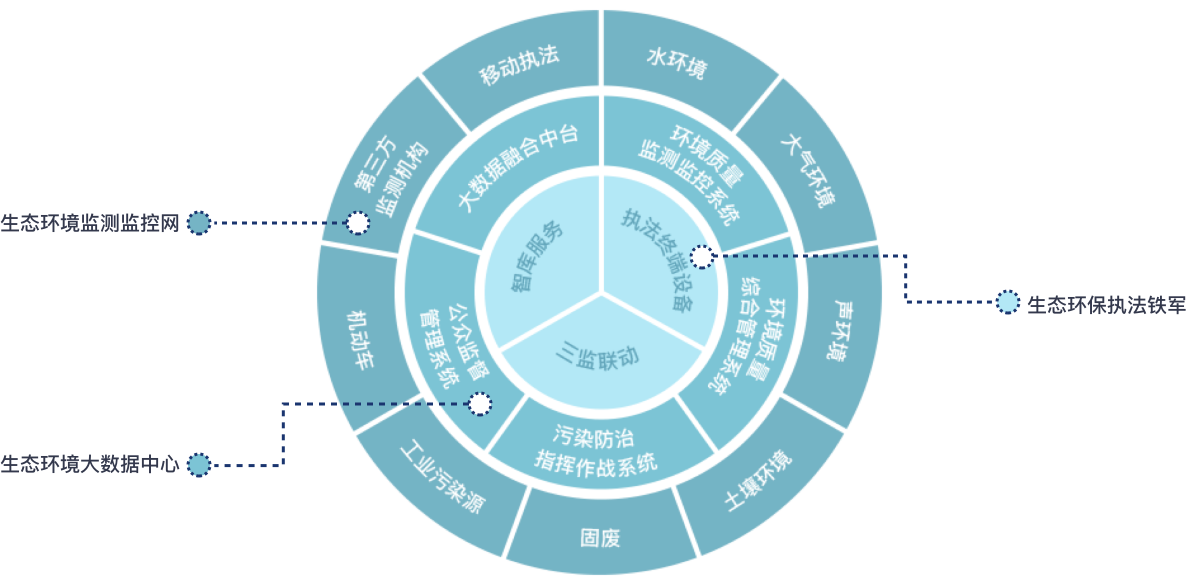 移动执法
水环境
大气环境
声环境
土壤环境
固废
工业污染源
机动车
第三方
监测机构
大数据融合中台
环境质量
监测监控系统
环境质量
综合管理系统
污染防治
指挥作战系统
公众监督
管理系统
智库服务
执法终端设备
三监联动
生态环境监测监控网
生态环保执法铁军
生态环境大数据中心